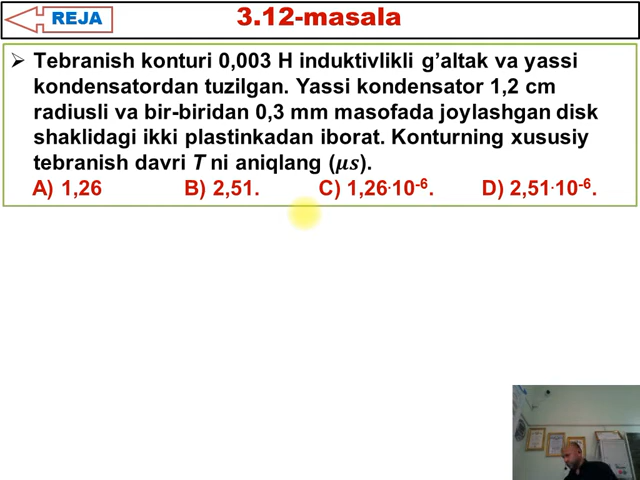 REJA
3.12-masala
➢ Tebranish konturi 0,003 H induktivlikli g’altak va yassi
kondensatordan tuzilgan. Yassi kondensator 1,2 cm
radiusli va bir-biridan 0,3 mm masofada joylashgan disk
shaklidagi ikki plastinkadan iborat. Konturning xususiy
tebranish davri T ni aniqlang (μs).
A) 1,26 B) 2,51. C) 1,26·10⁻⁶. D) 2,51·10⁻⁶.